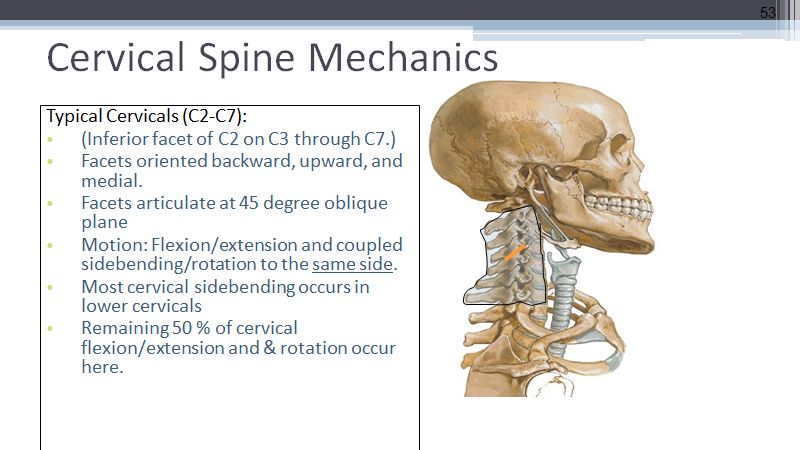 53
Cervical Spine Mechanics
Typical Cervicals (C2-C7):
• (Inferior facet of C2 on C3 through C7.)
• Facets oriented backward, upward, and
medial.
• Facets articulate at 45 degree oblique
plane
• Motion: Flexion/extension and coupled
sidebending/rotation to the same side.
• Most cervical sidebending occurs in
lower cervicals
• Remaining 50 % of cervical
flexion/extension and & rotation occur
here.